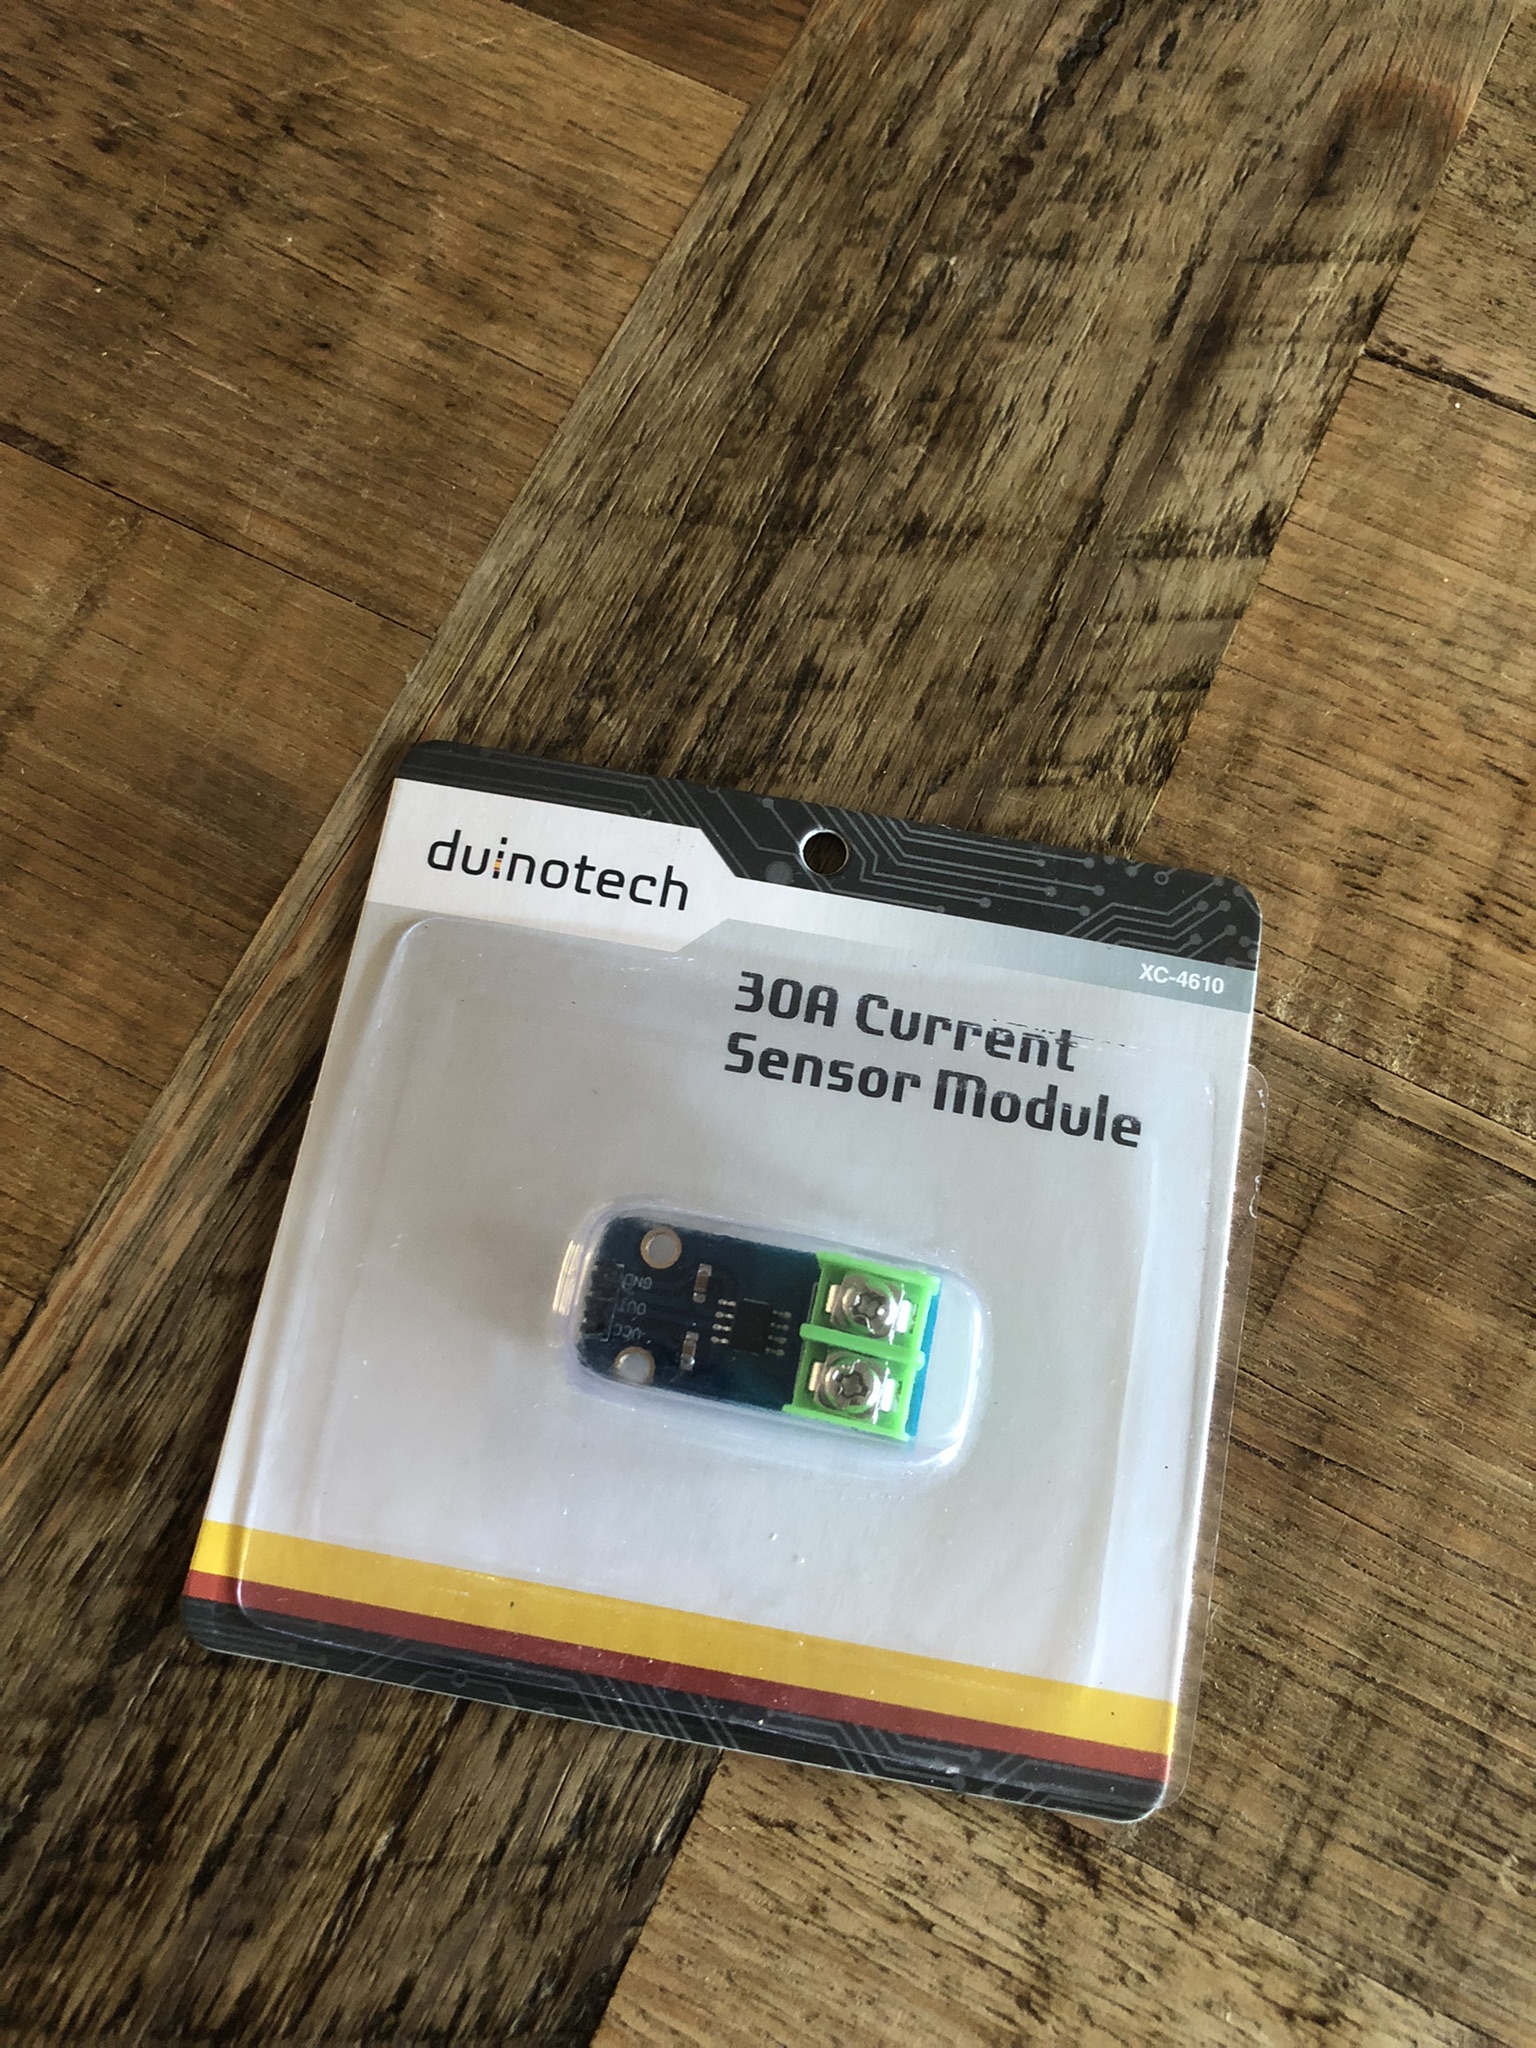 duinotech
XC-4610
30A Current
Sensor Module
GND
OUT
VCC